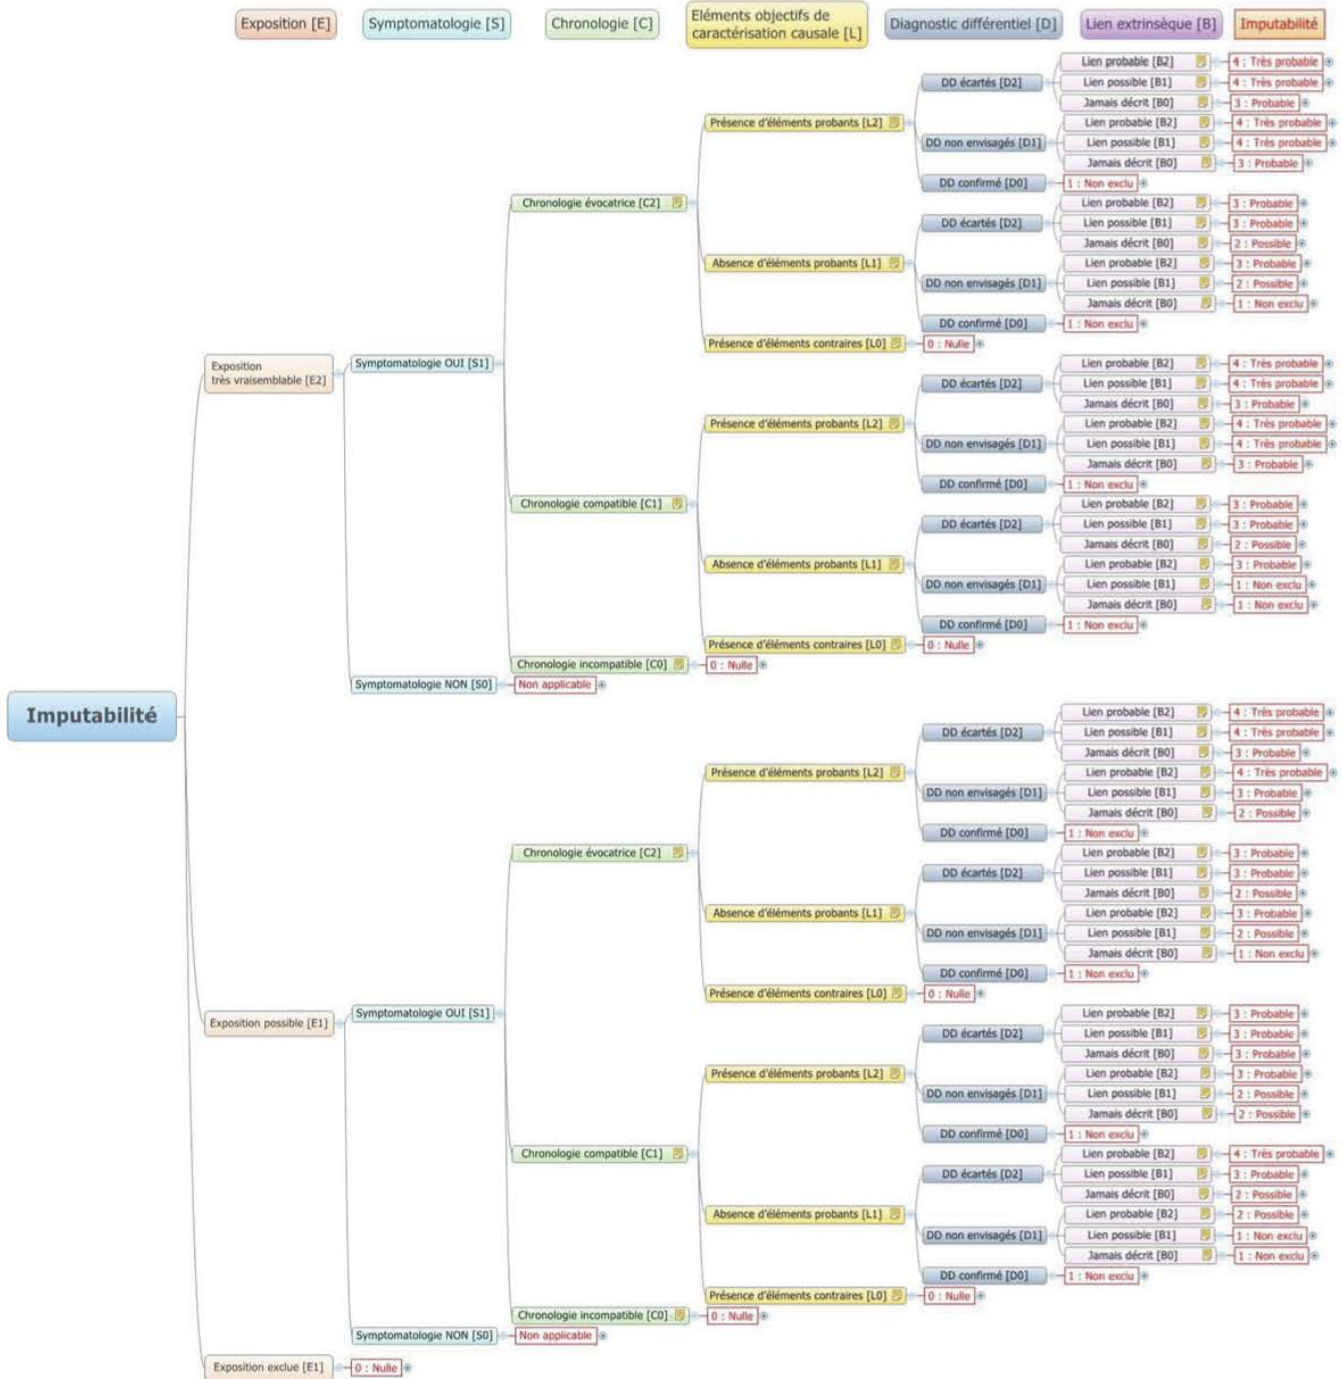 Exposition [E]
Symptomatologie [S]
Chronologie [C]
Eléments objectifs de
caractérisation causale [L]
Diagnostic différentiel [D]
Lien extrinsèque [B]
Imputabilité
Imputabilité
Exposition
très vraisemblable [E2]
Symptomatologie OUI [S1]
Chronologie évocatrice [C2]
Présence d'éléments probants [L2]
DD écartés [D2]
Lien probable [B2]
4 : Très probable
Lien possible [B1]
4 : Très probable
Jamais décrit [B0]
3 : Probable
DD non envisagés [D1]
Lien probable [B2]
4 : Très probable
Lien possible [B1]
4 : Très probable
Jamais décrit [B0]
3 : Probable
DD confirmé [D0]
1 : Non exclu
Absence d'éléments probants [L1]
DD écartés [D2]
Lien probable [B2]
3 : Probable
Lien possible [B1]
3 : Probable
Jamais décrit [B0]
2 : Possible
DD non envisagés [D1]
Lien probable [B2]
3 : Probable
Lien possible [B1]
2 : Possible
Jamais décrit [B0]
1 : Non exclu
DD confirmé [D0]
1 : Non exclu
Présence d'éléments contraires [L0]
0 : Nulle
Chronologie compatible [C1]
Présence d'éléments probants [L2]
DD écartés [D2]
Lien probable [B2]
4 : Très probable
Lien possible [B1]
4 : Très probable
Jamais décrit [B0]
3 : Probable
DD non envisagés [D1]
Lien probable [B2]
4 : Très probable
Lien possible [B1]
4 : Très probable
Jamais décrit [B0]
3 : Probable
DD confirmé [D0]
1 : Non exclu
Absence d'éléments probants [L1]
DD écartés [D2]
Lien probable [B2]
3 : Probable
Lien possible [B1]
3 : Probable
Jamais décrit [B0]
2 : Possible
DD non envisagés [D1]
Lien probable [B2]
3 : Probable
Lien possible [B1]
1 : Non exclu
Jamais décrit [B0]
1 : Non exclu
DD confirmé [D0]
1 : Non exclu
Présence d'éléments contraires [L0]
0 : Nulle
Chronologie incompatible [C0]
0 : Nulle
Symptomatologie NON [S0]
Non applicable
Exposition possible [E1]
Symptomatologie OUI [S1]
Chronologie évocatrice [C2]
Présence d'éléments probants [L2]
DD écartés [D2]
Lien probable [B2]
4 : Très probable
Lien possible [B1]
4 : Très probable
Jamais décrit [B0]
3 : Probable
DD non envisagés [D1]
Lien probable [B2]
4 : Très probable
Lien possible [B1]
3 : Probable
Jamais décrit [B0]
2 : Possible
DD confirmé [D0]
1 : Non exclu
Absence d'éléments probants [L1]
DD écartés [D2]
Lien probable [B2]
3 : Probable
Lien possible [B1]
3 : Probable
Jamais décrit [B0]
2 : Possible
DD non envisagés [D1]
Lien probable [B2]
3 : Probable
Lien possible [B1]
2 : Possible
Jamais décrit [B0]
1 : Non exclu
DD confirmé [D0]
1 : Non exclu
Présence d'éléments contraires [L0]
0 : Nulle
Chronologie compatible [C1]
Présence d'éléments probants [L2]
DD écartés [D2]
Lien probable [B2]
3 : Probable
Lien possible [B1]
3 : Probable
Jamais décrit [B0]
3 : Probable
DD non envisagés [D1]
Lien probable [B2]
3 : Probable
Lien possible [B1]
2 : Possible
Jamais décrit [B0]
2 : Possible
DD confirmé [D0]
1 : Non exclu
Absence d'éléments probants [L1]
DD écartés [D2]
Lien probable [B2]
4 : Très probable
Lien possible [B1]
3 : Probable
Jamais décrit [B0]
2 : Possible
DD non envisagés [D1]
Lien probable [B2]
2 : Possible
Lien possible [B1]
1 : Non exclu
Jamais décrit [B0]
1 : Non exclu
DD confirmé [D0]
1 : Non exclu
Présence d'éléments contraires [L0]
0 : Nulle
Chronologie incompatible [C0]
0 : Nulle
Symptomatologie NON [S0]
Non applicable
Exposition exclue [E1]
0 : Nulle